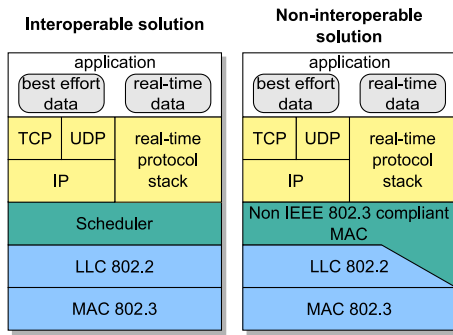 Interoperable solution
application
best effort
data
real-time
data
TCP
UDP
IP
real-time
protocol
stack
Scheduler
LLC 802.2
MAC 802.3
Non-interoperable
solution
application
best effort
data
real-time
data
TCP
UDP
IP
real-time
protocol
stack
Non IEEE 802.3 compliant
MAC
LLC 802.2
MAC 802.3